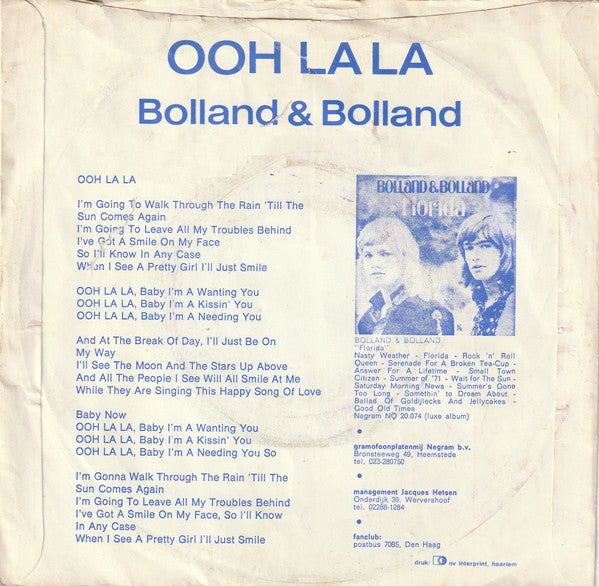 OOH LA LA
Bolland & Bolland
OOH LA LA
I'm Going To Walk Through The Rain 'Till The
Sun Comes Again
I'm Going To Leave All My Troubles Behind
I've Got A Smile On My Face
So I'll Know In Any Case
When I See A Pretty Girl I'll Just Smile
OOH LA LA, Baby I'm A Wanting You
OOH LA LA, Baby I'm A Kissin' You
OOH LA LA, Baby I'm A Needing You
And At The Break Of Day, I'll Just Be On
My Way
I'll See The Moon And The Stars Up Above
And All The People I See Will All Smile At Me
While They Are Singing This Happy Song Of Love
Baby Now
OOH LA LA, Baby I'm A Wanting You
OOH LA LA, Baby I'm A Kissin' You
OOH LA LA, Baby I'm A Needing You So
I'm Gonna Walk Through The Rain 'Till The
Sun Comes Again
I'm Going To Leave All My Troubles Behind
I've Got A Smile On My Face, So I'll Know
In Any Case
When I See A Pretty Girl I'll Just Smile
BOLLAND & BOLLAND
Florida
BOLLAND & BOLLAND
"Florida"
Nasty Weather - Florida - Rock 'n' Roll
Queen - Serenade For A Broken Tea-Cup -
Answer For A Lifetime - Small Town
Citizen - Summer of '71 - Wait for The Sun -
Saturday Morning News - Summer's Gone
Too Long - Somethin' to Dream About -
Ballad Of Goldijlocks And Jellycakes -
Good Old Times
Negram NQ 20.074 (luxe album)
gramofoonplatenmij Negram b.v.
Bronsteeweg 49, Heemstede
tel. 023-280750
management Jacques Hetsen
Onderdijk 39, Wervershoof
tel. 02288-1284
fanclub:
postbus 7085, Den Haag
druk: nv interprint, haarlem